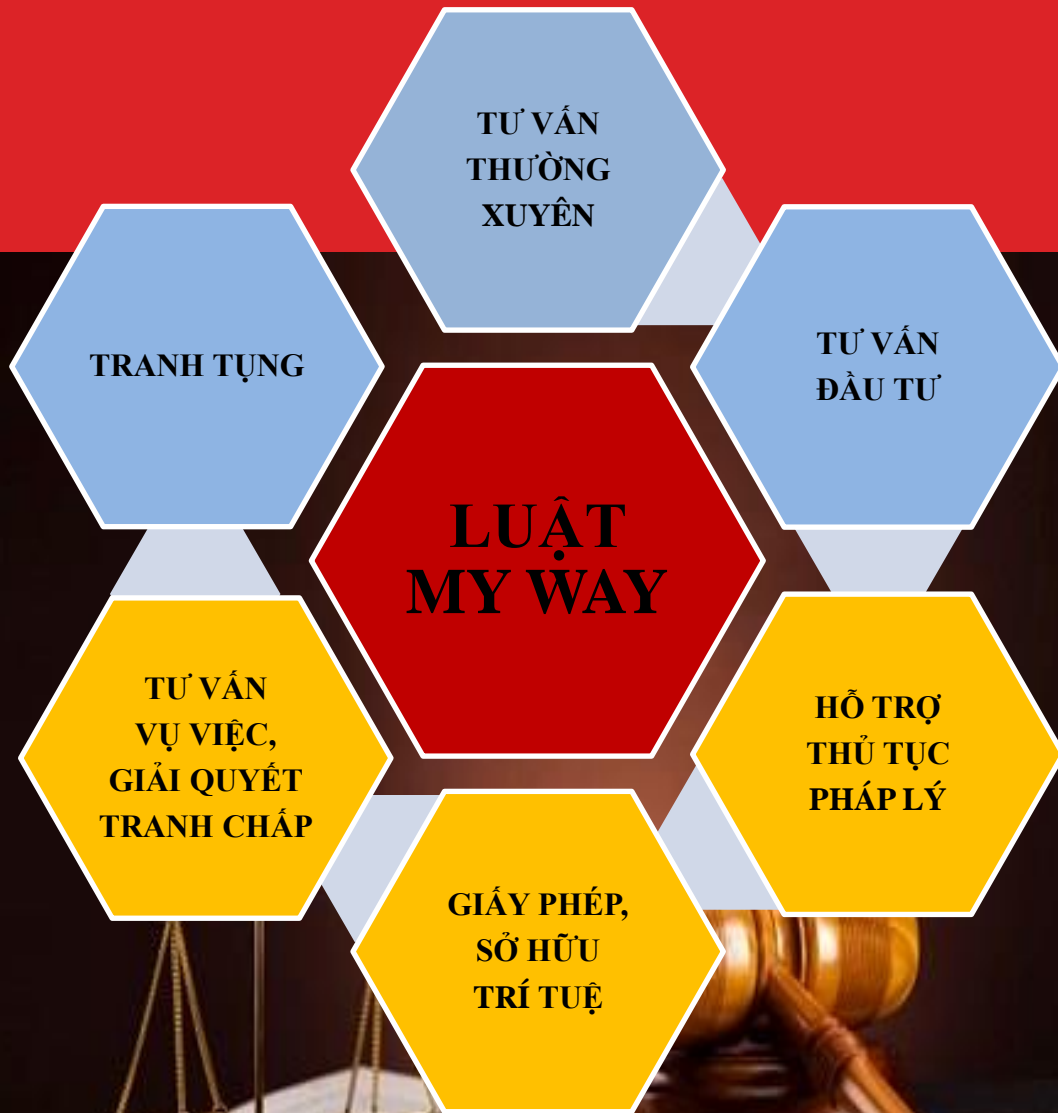 TƯ VẤN
THƯỜNG
XUYÊN
TRANH TỤNG
TƯ VẤN
ĐẦU TƯ
LUẬT
MY WAY
TƯ VẤN
VỤ VIỆC,
GIẢI QUYẾT
TRANH CHẤP
HỖ TRỢ
THỦ TỤC
PHÁP LÝ
GIẤY PHÉP,
SỞ HỮU
TRÍ TUỆ